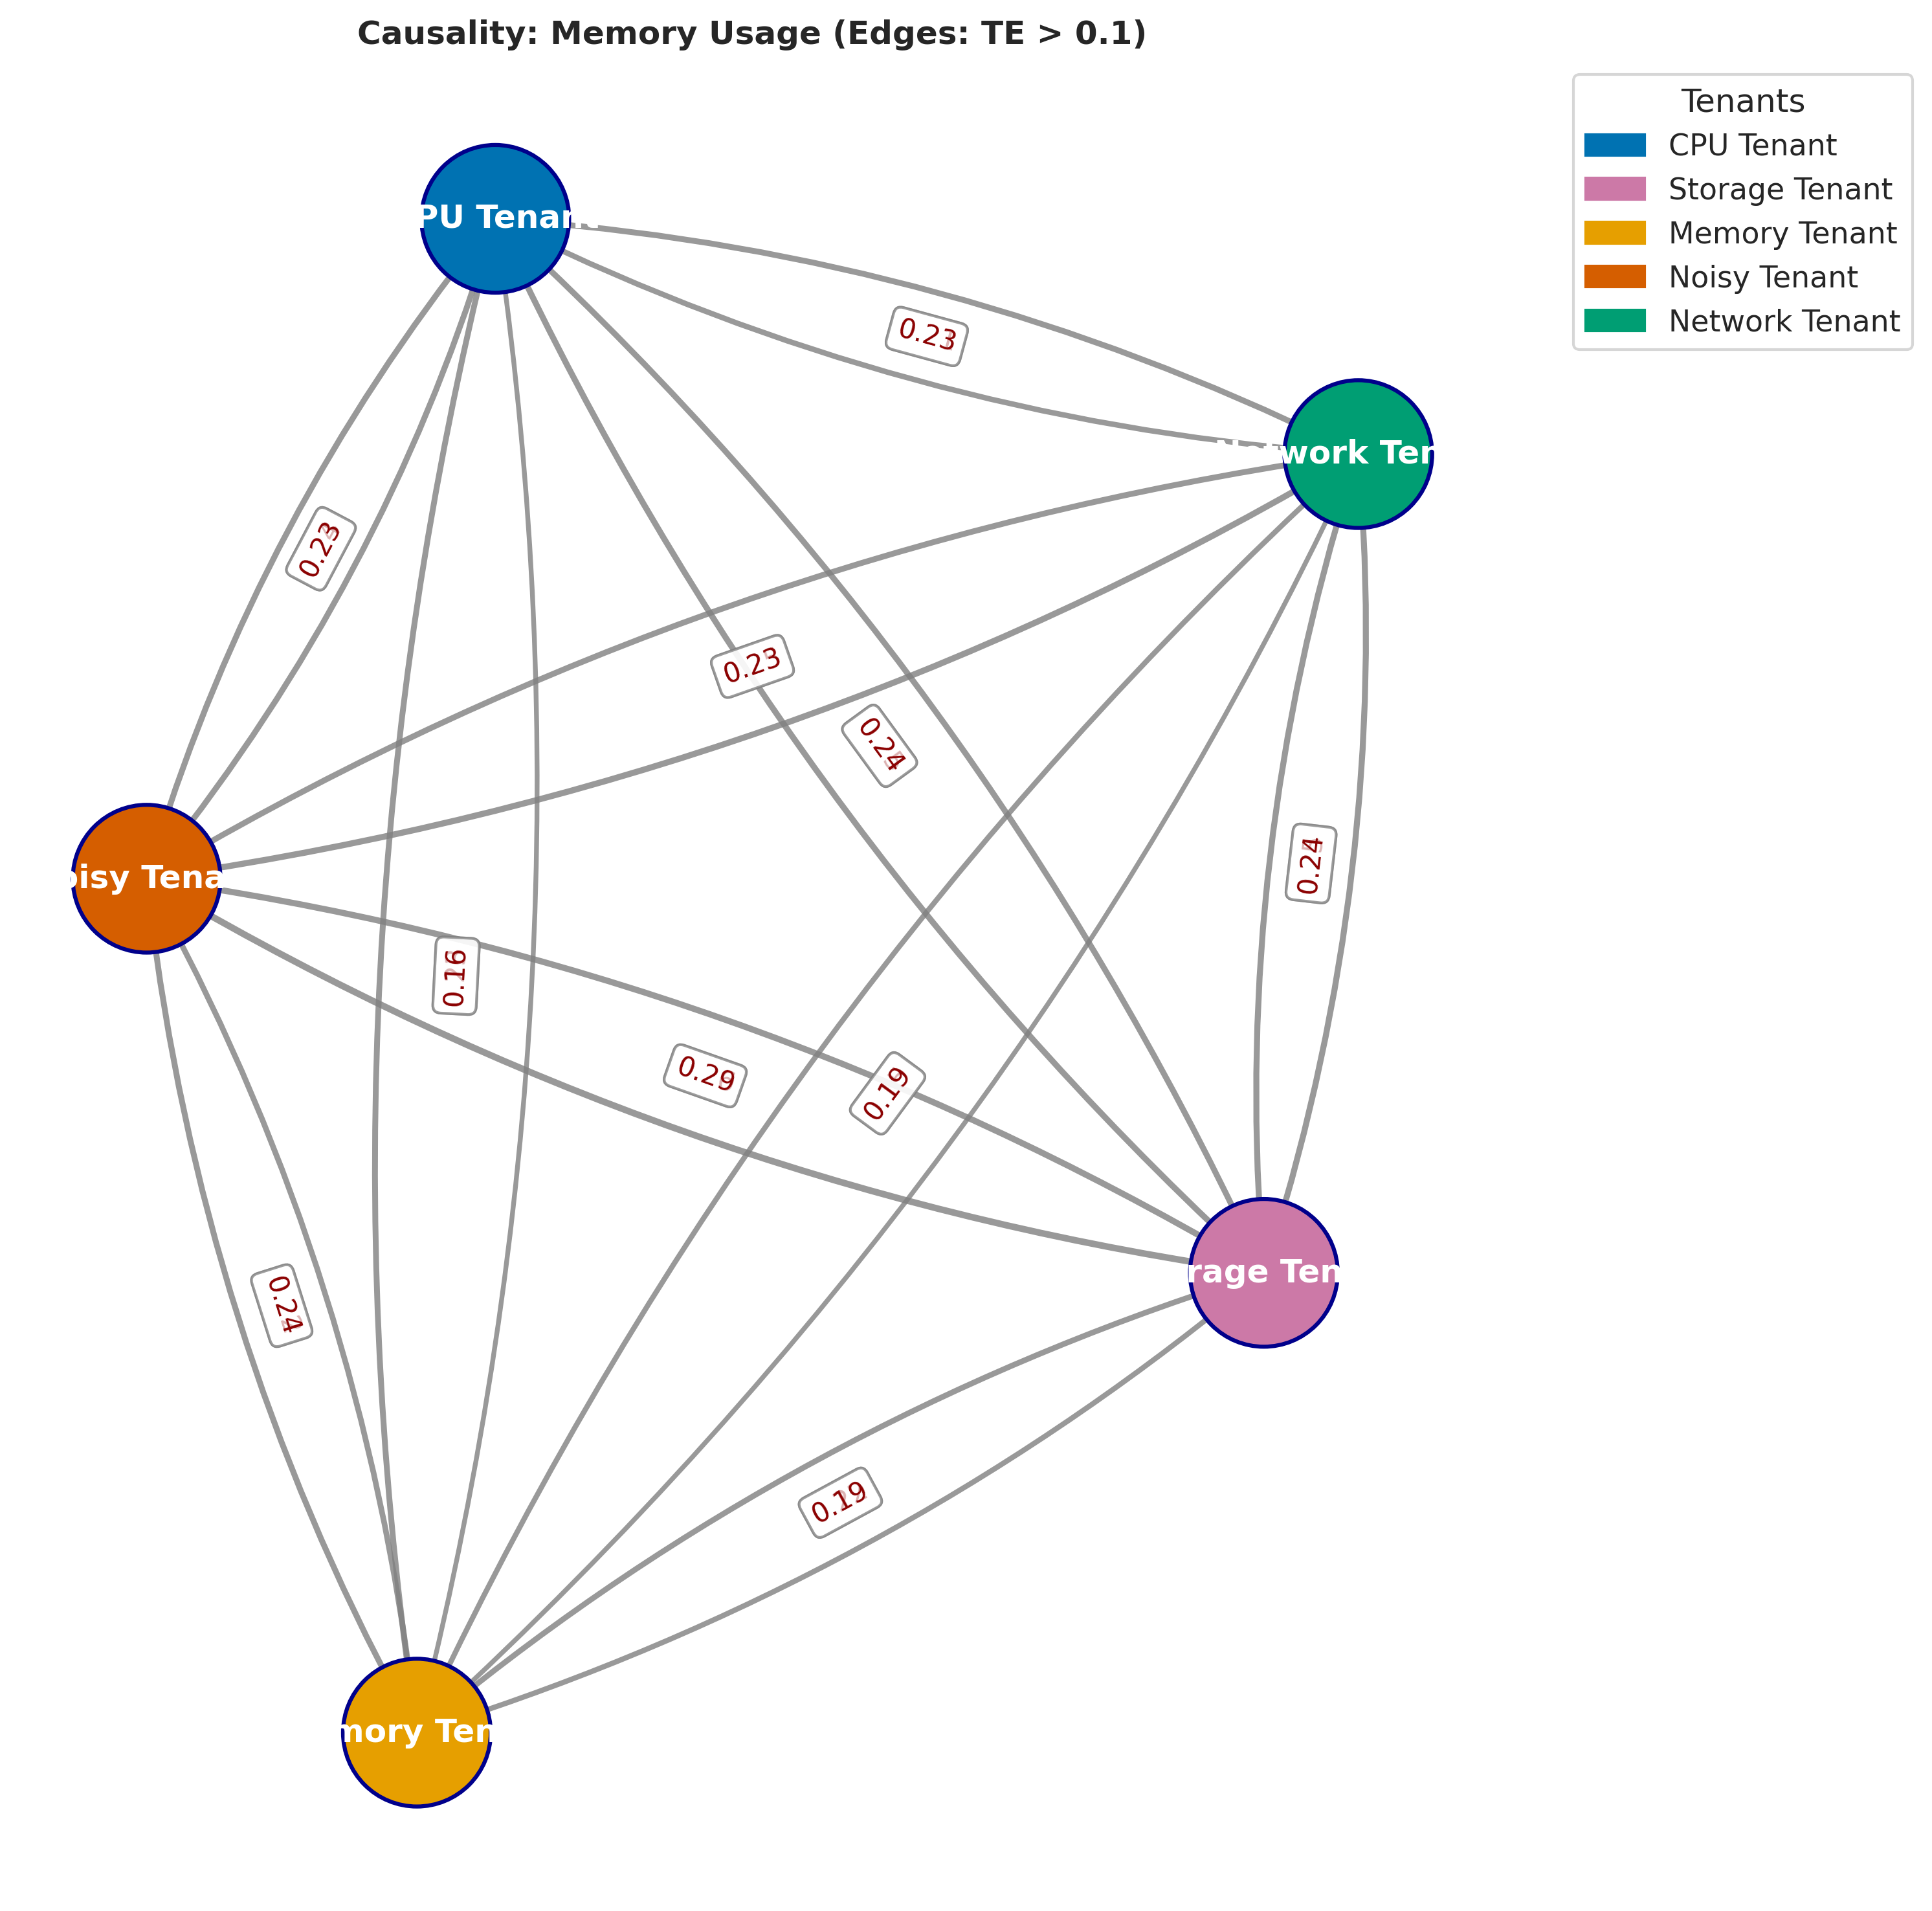 Causality: Memory Usage (Edges: TE > 0.1)
Tenants
CPU Tenant
Storage Tenant
Memory Tenant
Noisy Tenant
Network Tenant
PU Tenant
0.23
work Ten
0.23
0.23
0.24
0.24
oisy Tena
0.16
0.29
0.19
rage Ten
0.24
0.19
mory Ten